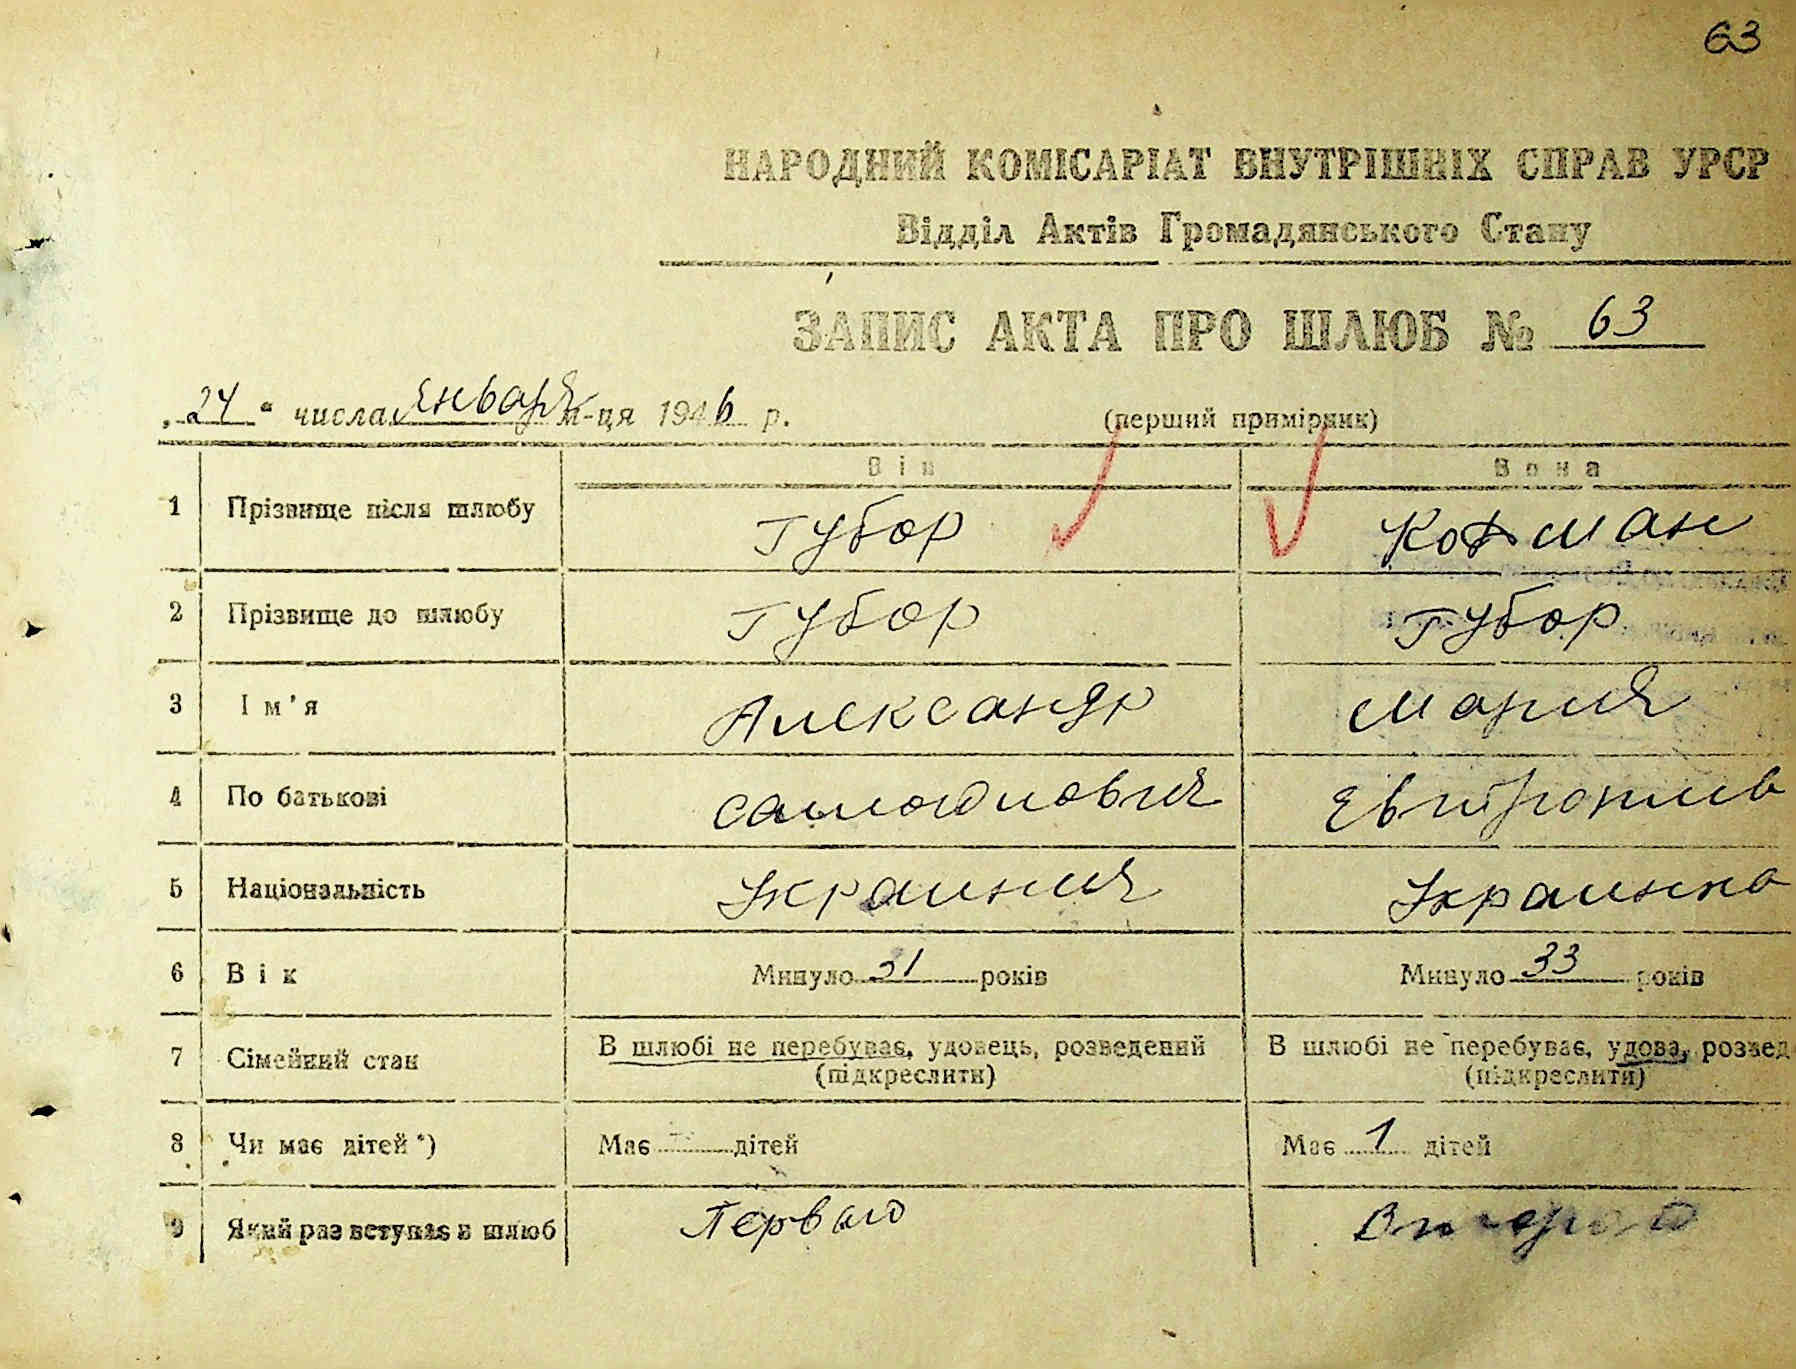 63
НАРОДНИЙ КОМІСАРІАТ ВНУТРІШНІХ СПРАВ УРСР
Відділ Актів Громадянського Стану
ЗАПИС АКТА ПРО ШЛЮБ № 63
„24“ числа января м-ця 1946 р. (перший примірник)
Він Вона
1 Прізвище після шлюбу Губор Кофман
2 Прізвище до шлюбу Губор Губор
3 Ім'я Александр Мария
4 По батькові
5 Національність Украинец Украинка
6 Вік Минуло 31 років Минуло 33 років
7 Сімейний стан В шлюбі не перебуває, удовець, розведений В шлюбі не перебуває, удова, розвед
(підкреслити) (підкреслити)
8 Чи має дітей*) Має дітей Має 1 дітей
9 Який раз вступає в шлюб Первый Второй